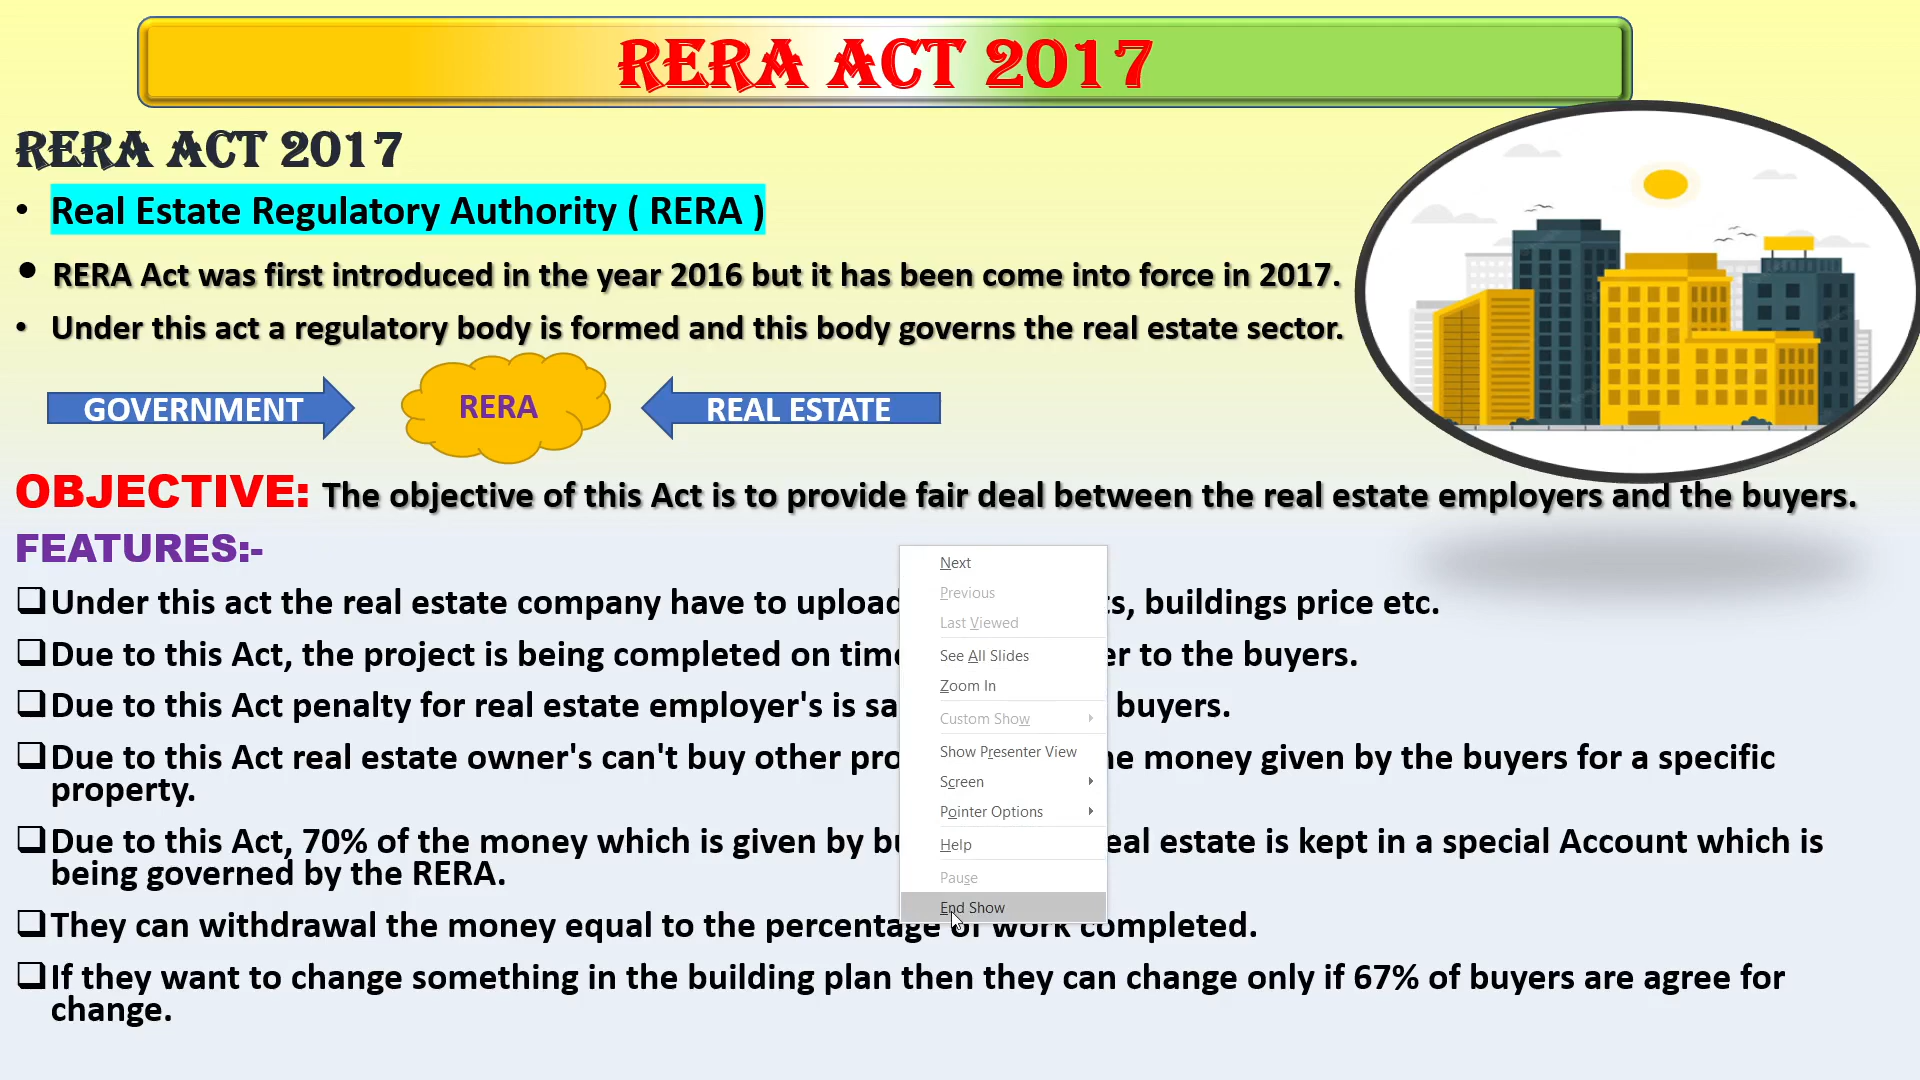 RERA ACT 2017
RERA ACT 2017
• Real Estate Regulatory Authority ( RERA )
• RERA Act was first introduced in the year 2016 but it has been come into force in 2017.
• Under this act a regulatory body is formed and this body governs the real estate sector.
GOVERNMENT RERA REAL ESTATE
OBJECTIVE: The objective of this Act is to provide fair deal between the real estate employers and the buyers.
FEATURES:-
Under this act the real estate company have to upload buildings price etc.
Due to this Act, the project is being completed on time to the buyers.
Due to this Act penalty for real estate employer's is buyers.
Due to this Act real estate owner's can't buy other money given by the buyers for a specific
property.
Due to this Act, 70% of the money which is given by real estate is kept in a special Account which is
being governed by the RERA.
They can withdrawal the money equal to the percentage of work completed.
If they want to change something in the building plan then they can change only if 67% of buyers are agree for
change.
Next
Previous
Last Viewed
See All Slides
Zoom In
Custom Show
Show Presenter View
Screen
Pointer Options
Help
Pause
End Show